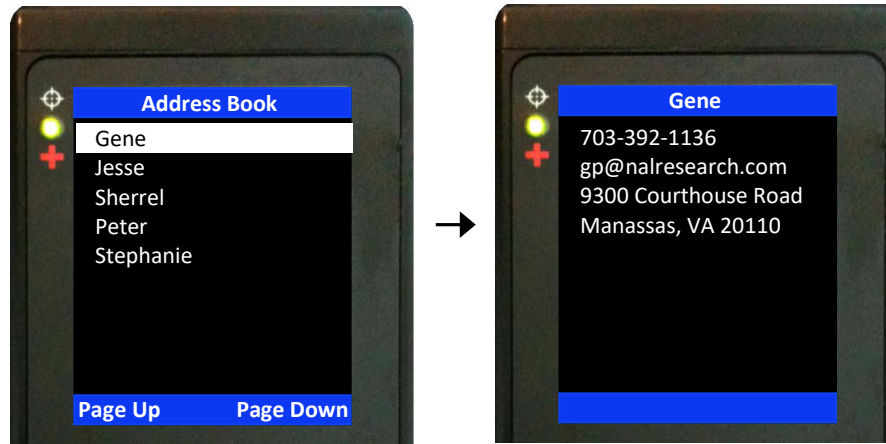 Address Book
Gene
Jesse
Sherrel
Peter
Stephanie
Page Up Page Down
Gene
703-392-1136
gp@nalresearch.com
9300 Courthouse Road
Manassas, VA 20110